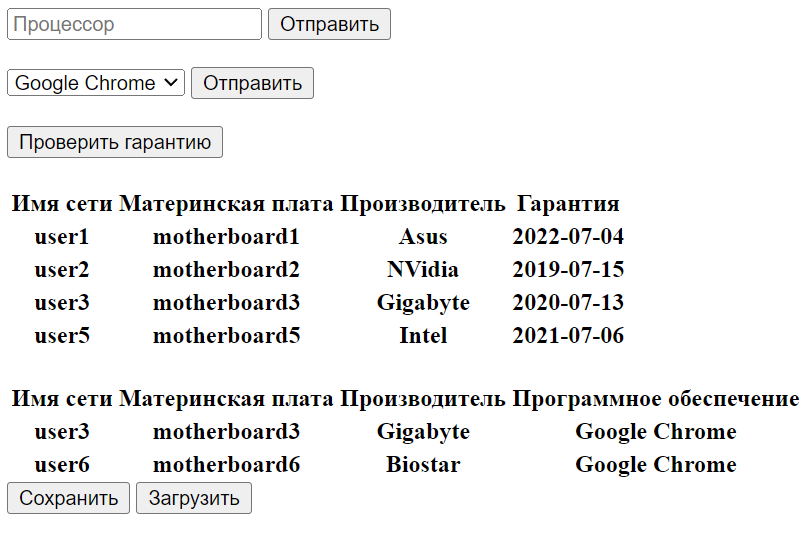 Процессор Отправить
Google Chrome Отправить
Проверить гарантию
Имя сети Материнская плата Производитель Гарантия
user1 motherboard1 Asus 2022-07-04
user2 motherboard2 NVidia 2019-07-15
user3 motherboard3 Gigabyte 2020-07-13
user5 motherboard5 Intel 2021-07-06
Имя сети Материнская плата Производитель Программное обеспечение
user3 motherboard3 Gigabyte Google Chrome
user6 motherboard6 Biostar Google Chrome
Сохранить Загрузить